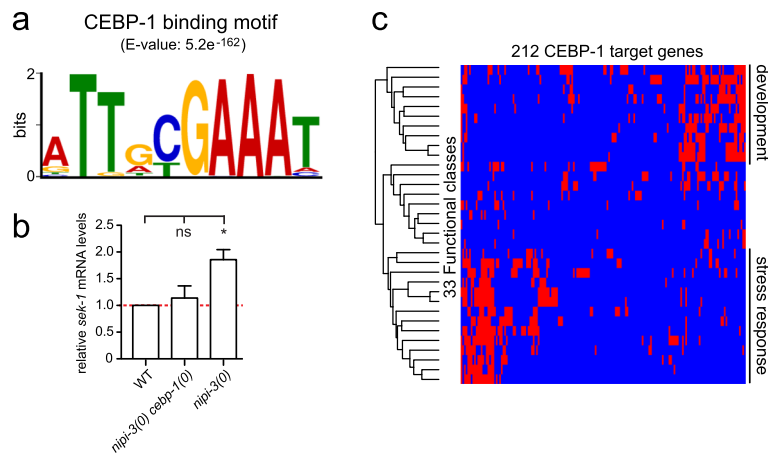 a
CEBP-1 binding motif
(E-value: 5.2e-162)
2
bits
0
ATTGCGAAAT
b
relative sek-1 mRNA levels
2.5
2.0
1.5
1.0
0.5
0
ns
*
WT
nipi-3(0) cebp-1(0)
nipi-3(0)
c
212 CEBP-1 target genes
33 Functional classes
development
stress response